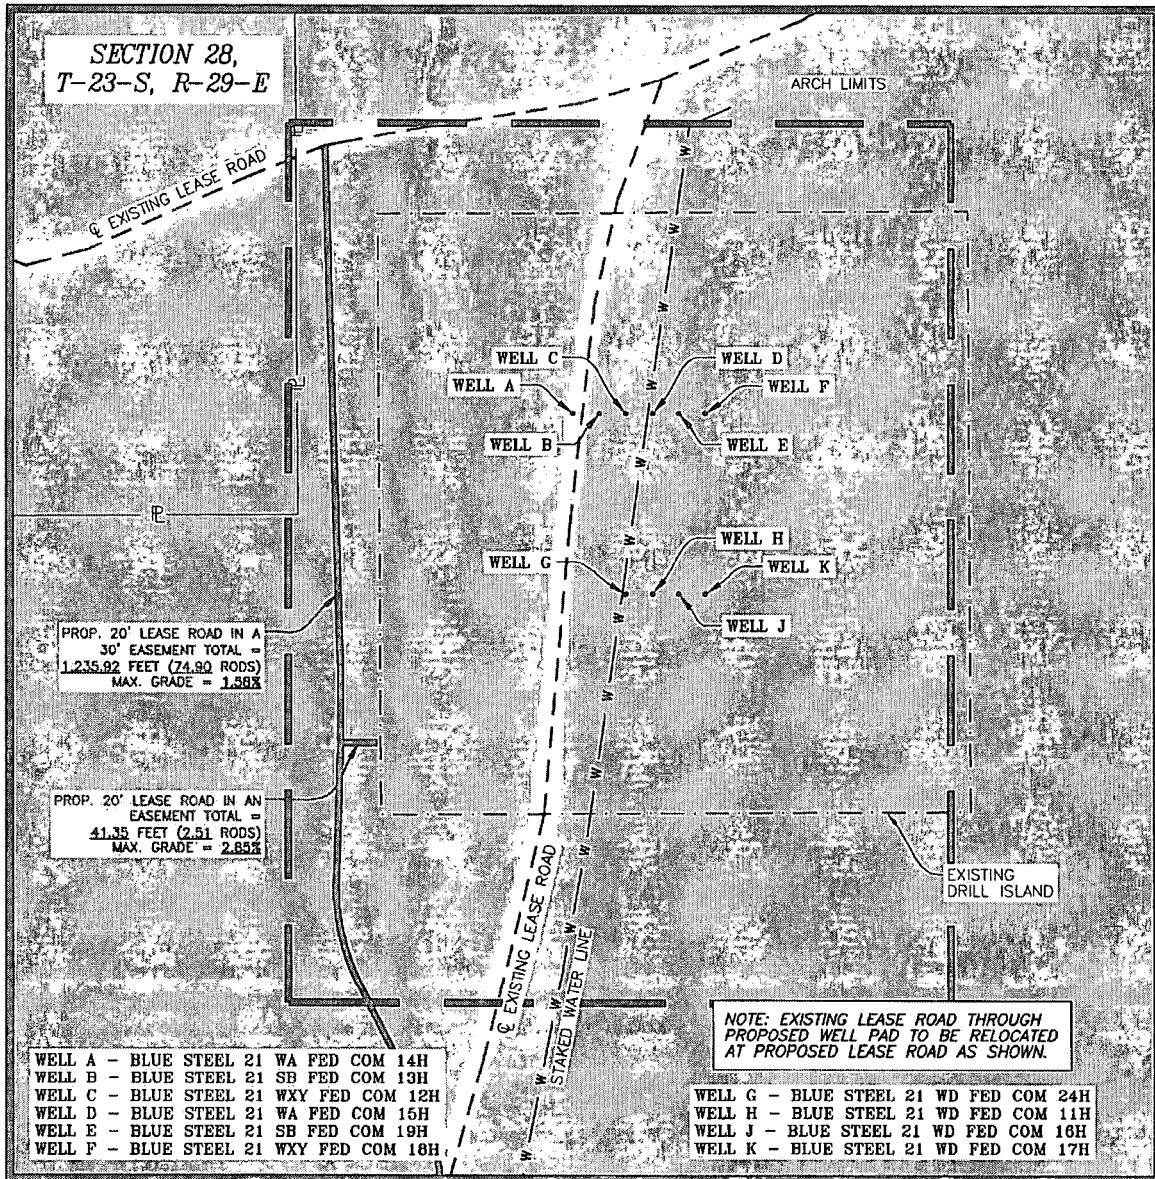 SECTION 28,
T-23-S, R-29-E
ARCH LIMITS
℄ EXISTING LEASE ROAD
WELL C
WELL D
WELL A
WELL F
WELL B
WELL E
WELL H
WELL G
WELL K
WELL J
PROP. 20' LEASE ROAD IN A
30' EASEMENT TOTAL =
1,235.92 FEET (74.90 RODS)
MAX. GRADE = 1.58%
PROP. 20' LEASE ROAD IN AN
EASEMENT TOTAL =
41.35 FEET (2.51 RODS)
MAX. GRADE = 2.85%
EXISTING
DRILL ISLAND
℄ EXISTING LEASE ROAD
STAKED WATER LINE
NOTE: EXISTING LEASE ROAD THROUGH
PROPOSED WELL PAD TO BE RELOCATED
AT PROPOSED LEASE ROAD AS SHOWN.
WELL A - BLUE STEEL 21 WA FED COM 14H
WELL B - BLUE STEEL 21 SB FED COM 13H
WELL C - BLUE STEEL 21 WXY FED COM 12H
WELL D - BLUE STEEL 21 WA FED COM 15H
WELL E - BLUE STEEL 21 SB FED COM 19H
WELL F - BLUE STEEL 21 WXY FED COM 18H
WELL G - BLUE STEEL 21 WD FED COM 24H
WELL H - BLUE STEEL 21 WD FED COM 11H
WELL J - BLUE STEEL 21 WD FED COM 16H
WELL K - BLUE STEEL 21 WD FED COM 17H